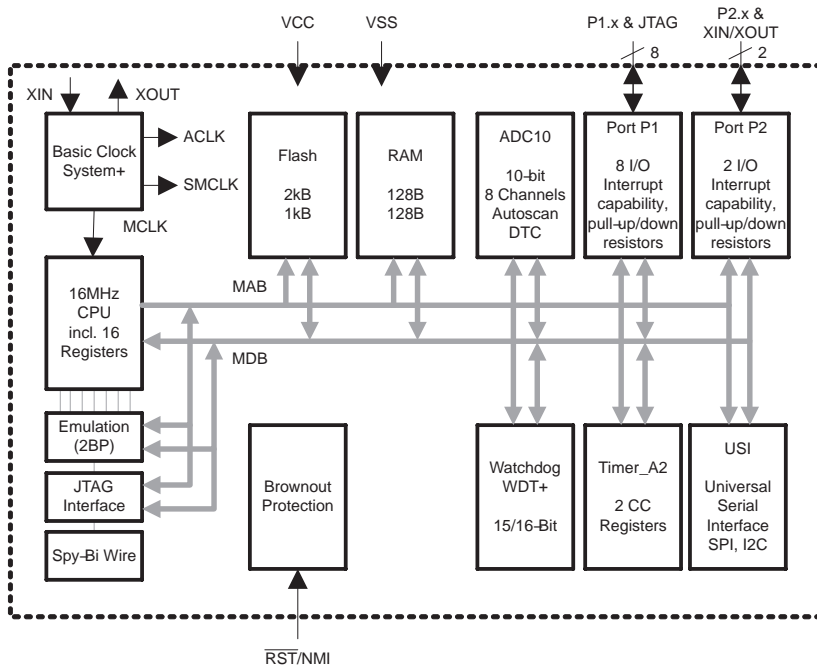 VCC
VSS
P1.x & JTAG
8
P2.x &
XIN/XOUT
2
XIN
XOUT
Basic Clock
System+
ACLK
SMCLK
MCLK
Flash
2kB
1kB
RAM
128B
128B
ADC10
10-bit
8 Channels
Autoscan
DTC
Port P1
8 I/O
Interrupt
capability,
pull-up/down
resistors
Port P2
2 I/O
Interrupt
capability,
pull-up/down
resistors
16MHz
CPU
incl. 16
Registers
MAB
MDB
Emulation
(2BP)
JTAG
Interface
Spy-Bi Wire
Brownout
Protection
Watchdog
WDT+
15/16-Bit
Timer_A2
2 CC
Registers
USI
Universal
Serial
Interface
SPI, I2C
RST/NMI